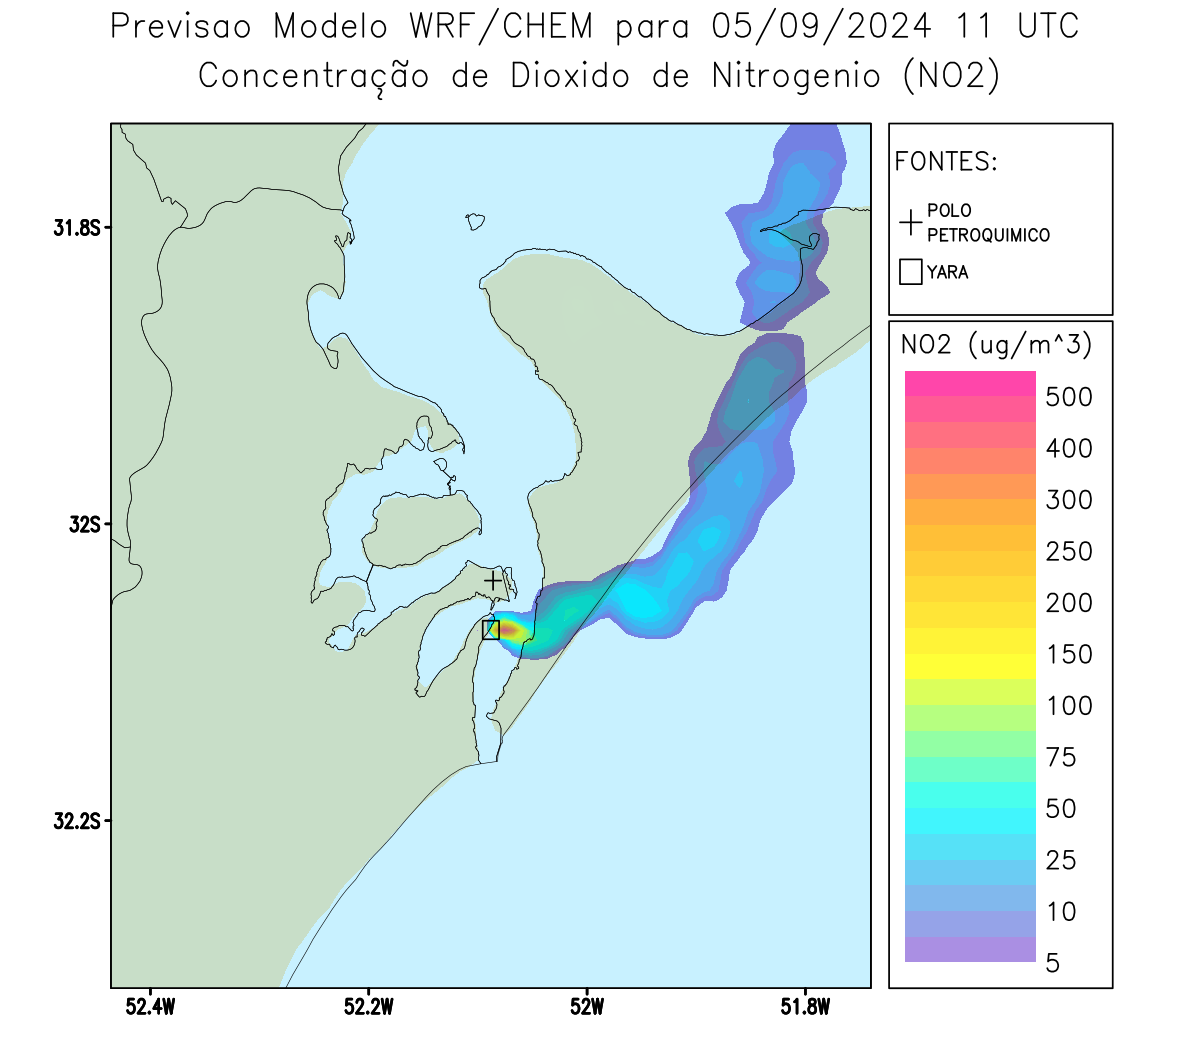 Previsao Modelo WRF/CHEM para 05/09/2024 11 UTC
Concentração de Dioxido de Nitrogenio (NO2)
FONTES:
POLO
PETROQUIMICO
YARA
31.8S
32S
32.2S
52.4W
52.2W
52W
51.8W
NO2 (ug/m^3)
500
400
300
250
200
150
100
75
50
25
10
5